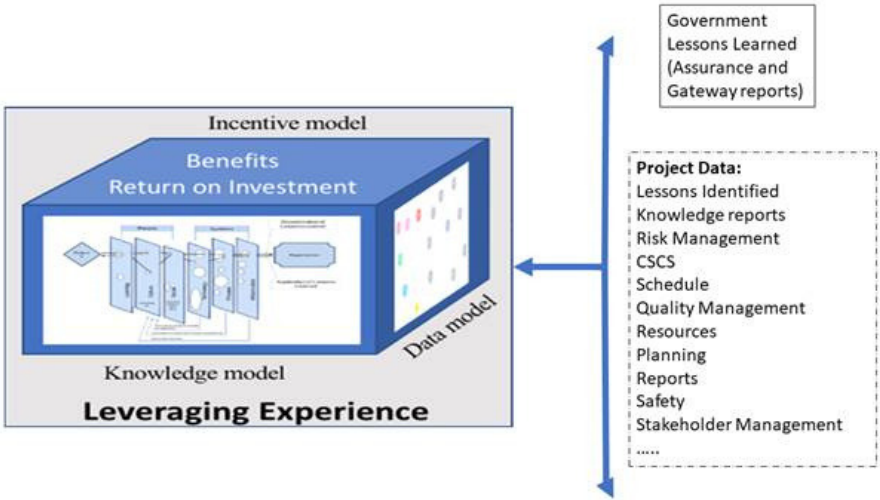 Incentive model
Benefits
Return on Investment
Data model
Knowledge model
Leveraging Experience
Government
Lessons Learned
(Assurance and
Gateway reports)
Project Data:
Lessons Identified
Knowledge reports
Risk Management
CSCS
Schedule
Quality Management
Resources
Planning
Reports
Safety
Stakeholder Management
.....